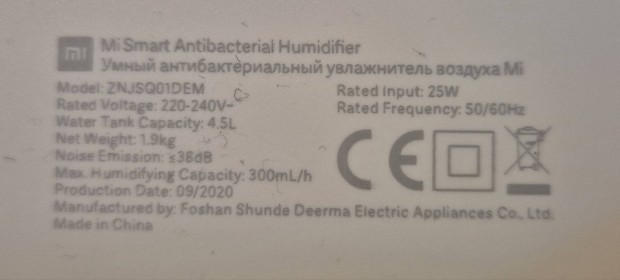 mi
Mi Smart Antibacterial Humidifier
Умный антибактериальный увлажнитель воздуха Mi
Model: ZNJSQ01DEM
Rated Voltage: 220-240V~
Water Tank Capacity: 4.5L
Net Weight: 1.9kg
Noise Emission: ≤38dB
Max. Humidifying Capacity: 300mL/h
Production Date: 09/2020
Manufactured by: Foshan Shunde Deerma Electric Appliances Co., Ltd.
Made in China
Rated Input: 25W
Rated Frequency: 50/60Hz
CE